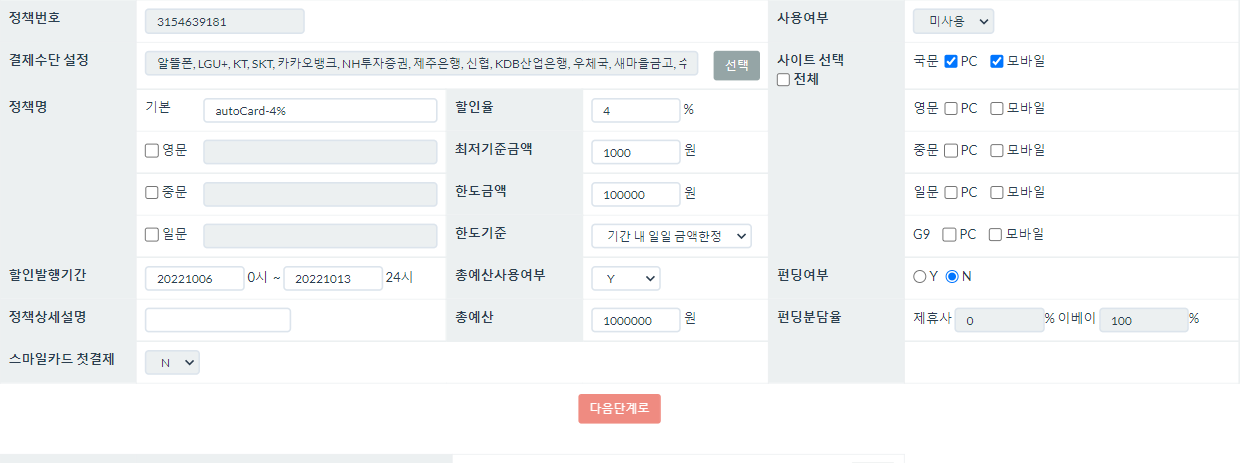 정책번호 3154639181 사용여부 미사용
결제수단 설정 알뜰폰, LGU+, KT, SKT, 카카오뱅크, NH투자증권, 제주은행, 신협, KDB산업은행, 우체국, 새마을금고, 수 선택 사이트 선택 국문 PC 모바일
전체
정책명 기본 autoCard-4% 할인율 4 % 영문 PC 모바일
영문 최저기준금액 1000 원 중문 PC 모바일
중문 한도금액 100000 원 일문 PC 모바일
일문 한도기준 기간 내 일일 금액한정 G9 PC 모바일
할인발행기간 20221006 0시 ~ 20221013 24시 총예산사용여부 Y 펀딩여부 Y N
정책상세설명 총예산 1000000 원 펀딩분담율 제휴사 0 % 이베이 100 %
스마일카드 첫결제 N
다음단계로